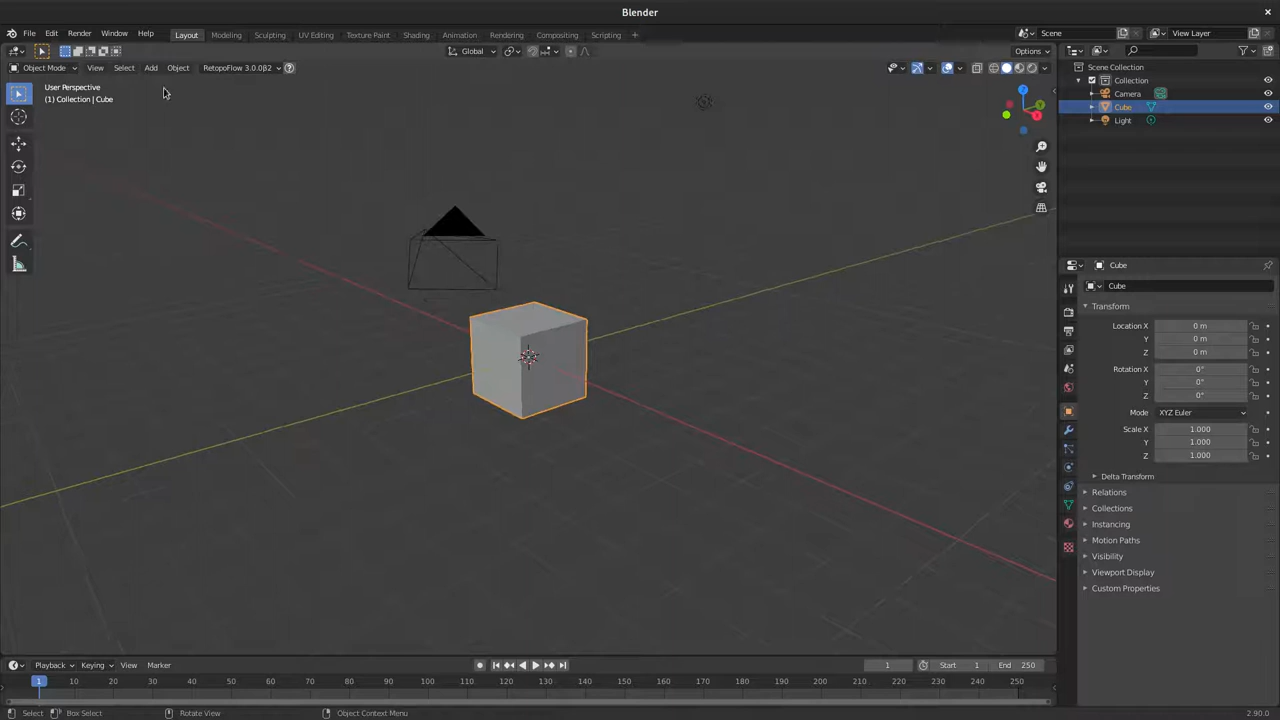 Blender
File Edit Render Window Help
Layout Modeling Sculpting UV Editing Texture Paint Shading Animation Rendering Compositing Scripting +
Scene
View Layer
Global
Options
Object Mode View Select Add Object RetopoFlow 3.0.0β2
User Perspective
(1) Collection | Cube
Z
Y
X
Scene Collection
Collection
Camera
Cube
Light
Cube
Cube
Transform
Location X 0 m
Y 0 m
Z 0 m
Rotation X 0°
Y 0°
Z 0°
Mode XYZ Euler
Scale X 1.000
Y 1.000
Z 1.000
Delta Transform
Relations
Collections
Instancing
Motion Paths
Visibility
Viewport Display
Custom Properties
Playback Keying View Marker
1 Start 1 End 250
1 10 20 30 40 50 60 70 80 90 100 110 120 130 140 150 160 170 180 190 200 210 220 230 240 250
Select Box Select Rotate View Object Context Menu 2.90.0